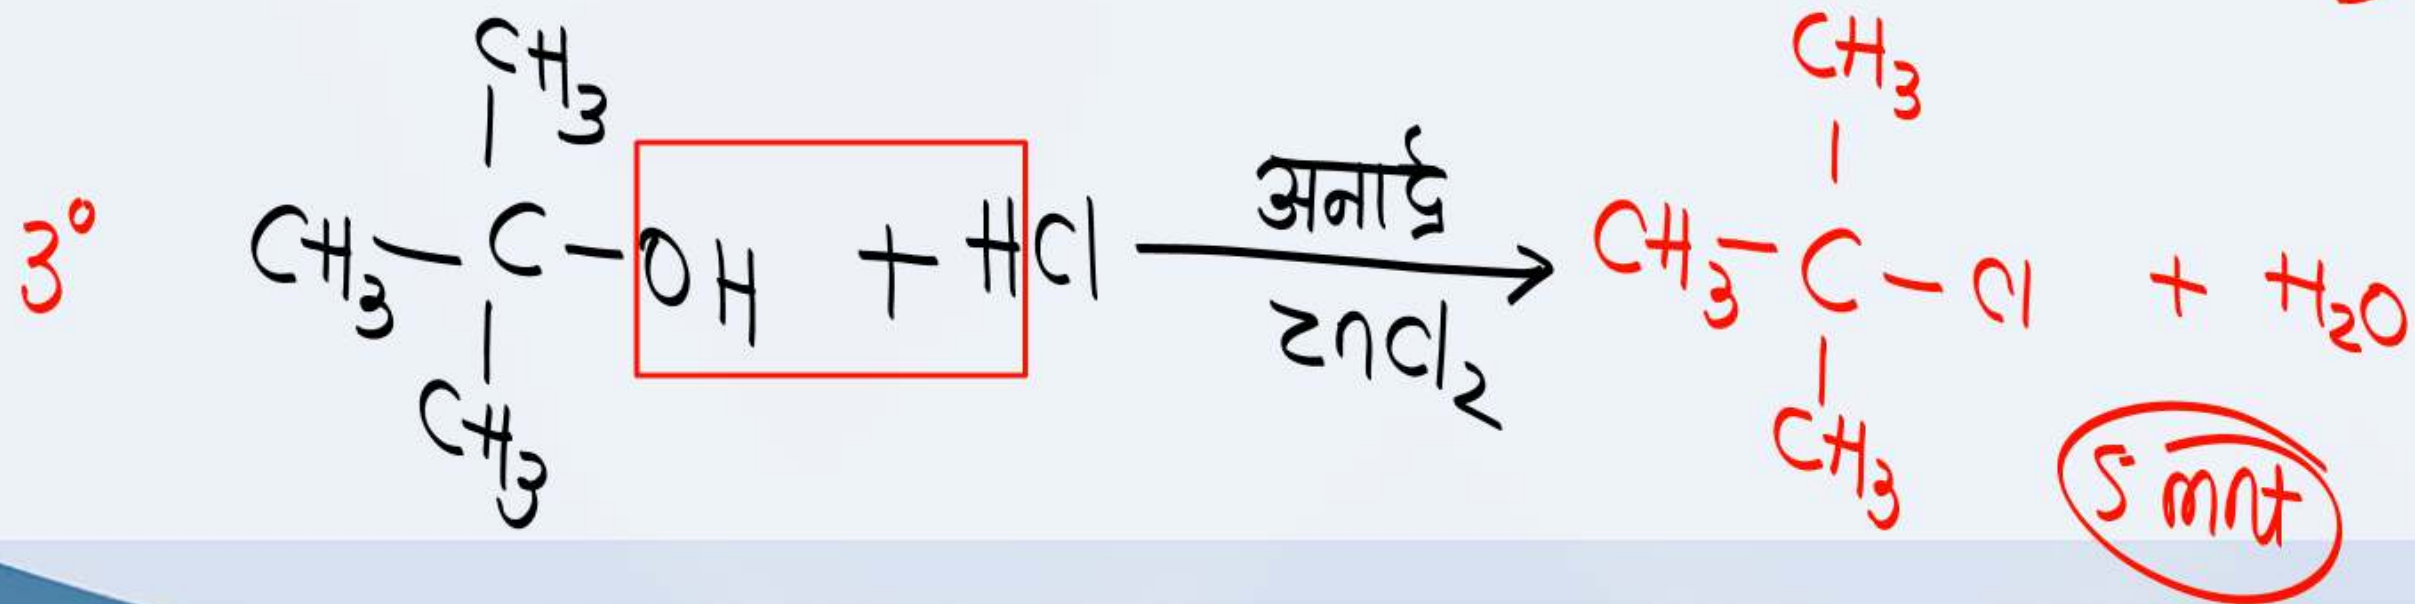 CH₃ CH₃
|  |
3° CH₃—C—OH + HCl अनार्द्र ⟶ ZnCl₂ CH₃—C—Cl + H₂O
|  |
CH₃ CH₃
5 mnt